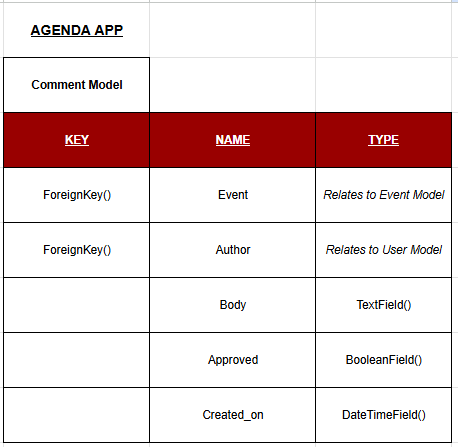 AGENDA APP
Comment Model
KEY NAME TYPE
ForeignKey() Event Relates to Event Model
ForeignKey() Author Relates to User Model
Body TextField()
Approved BooleanField()
Created_on DateTimeField()